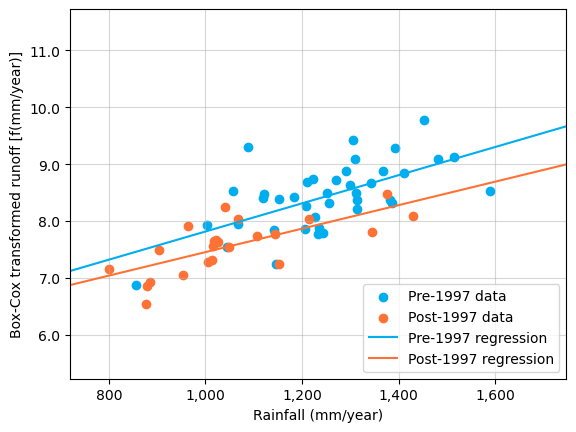 Box-Cox transformed runoff [f(mm/year)]
11.0
10.0
9.0
8.0
7.0
6.0
800
1,000
1,200
1,400
1,600
Rainfall (mm/year)
Pre-1997 data
Post-1997 data
Pre-1997 regression
Post-1997 regression